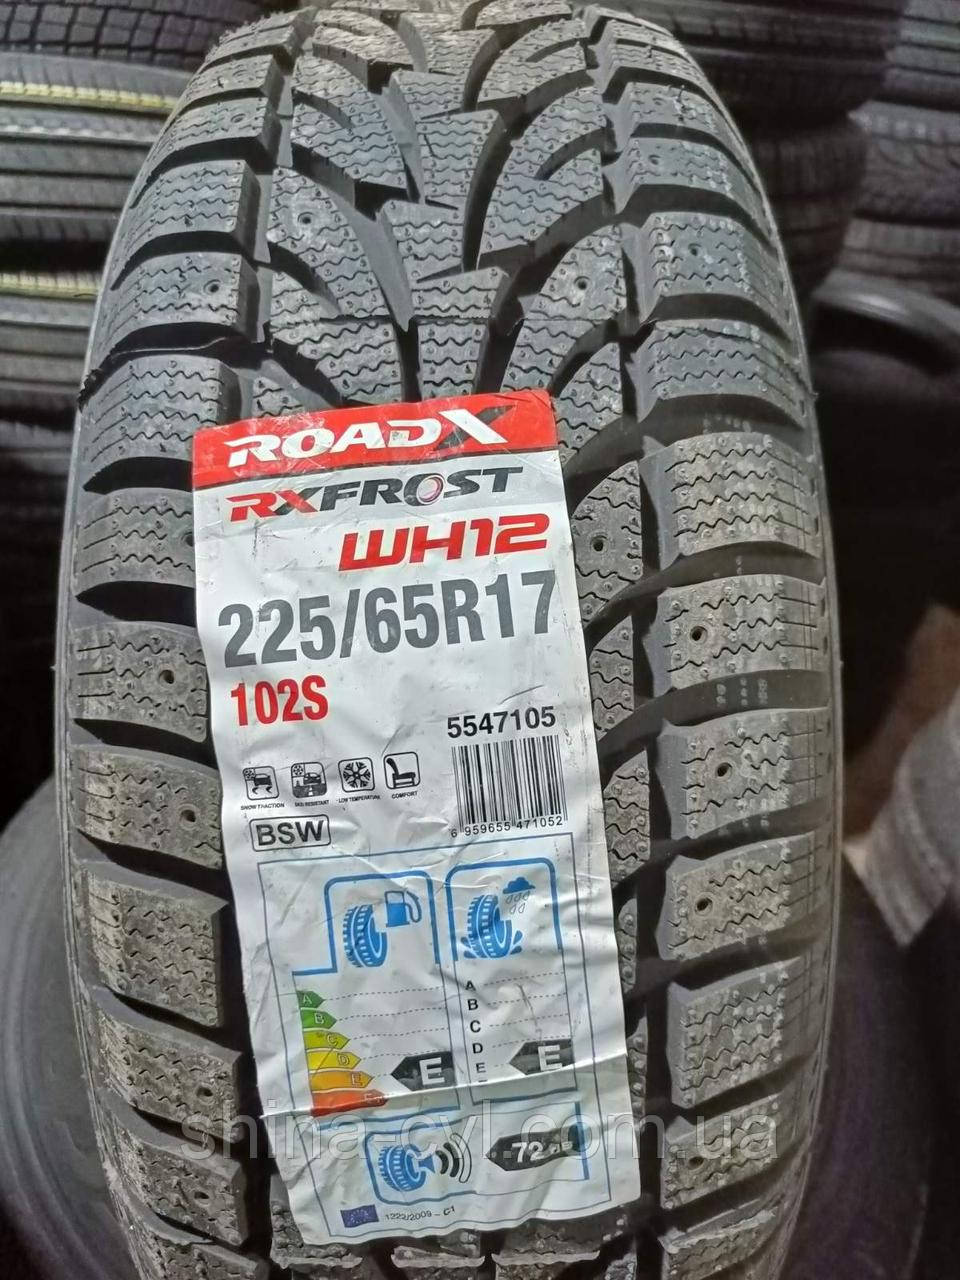 ROADX
RXFROST
WH12
225/65R17
102S
5547105
SNOW TRACTION
SKID RESISTANT
LOW TEMPERATURE
COMFORT
BSW
6 959655 471052
A
B
C
D
E
E
A
B
C
D
E
E
72
1222/2009 - C1
shina-cvl.com.ua